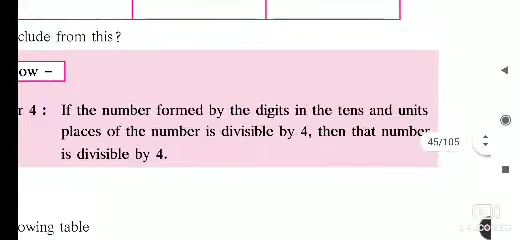 clude from this?
ow –
r 4 : If the number formed by the digits in the tens and units
places of the number is divisible by 4, then that number
is divisible by 4.
45/105
owing table